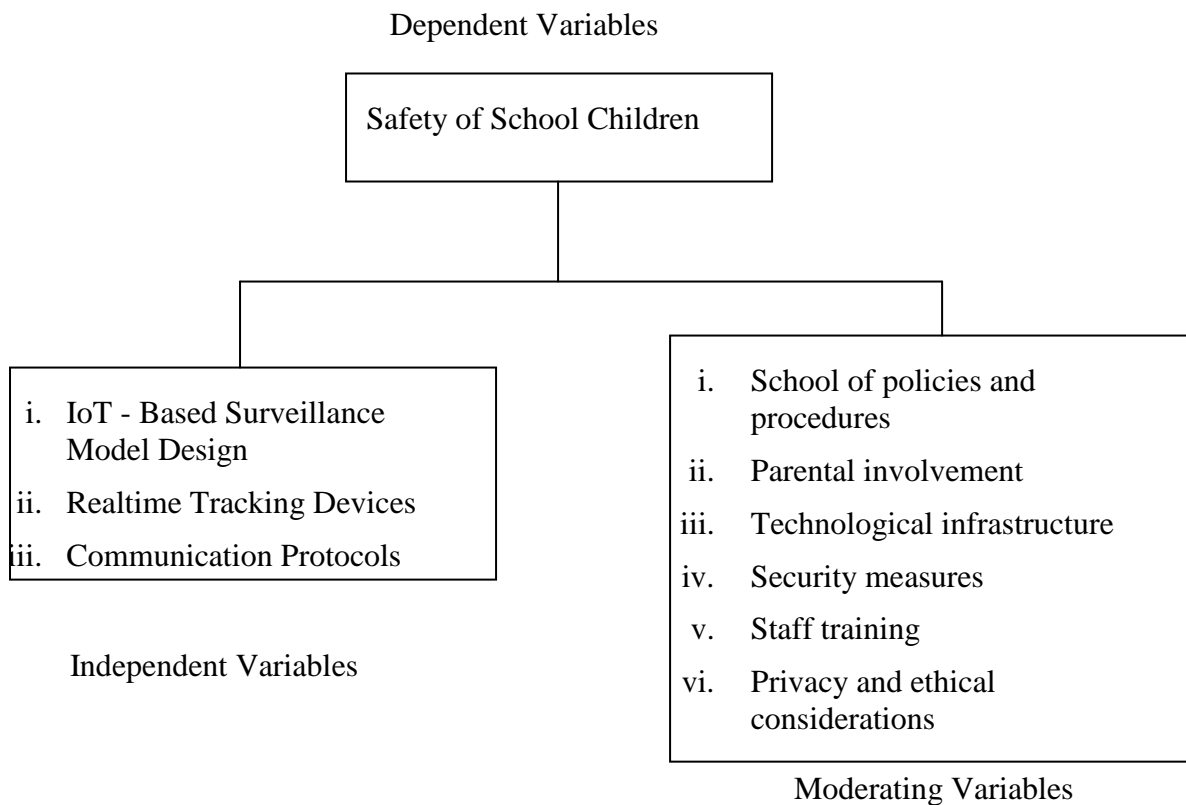 Dependent Variables
Safety of School Children
i. IoT - Based Surveillance
Model Design
ii. Realtime Tracking Devices
iii. Communication Protocols
Independent Variables
i. School of policies and
procedures
ii. Parental involvement
iii. Technological infrastructure
iv. Security measures
v. Staff training
vi. Privacy and ethical
considerations
Moderating Variables